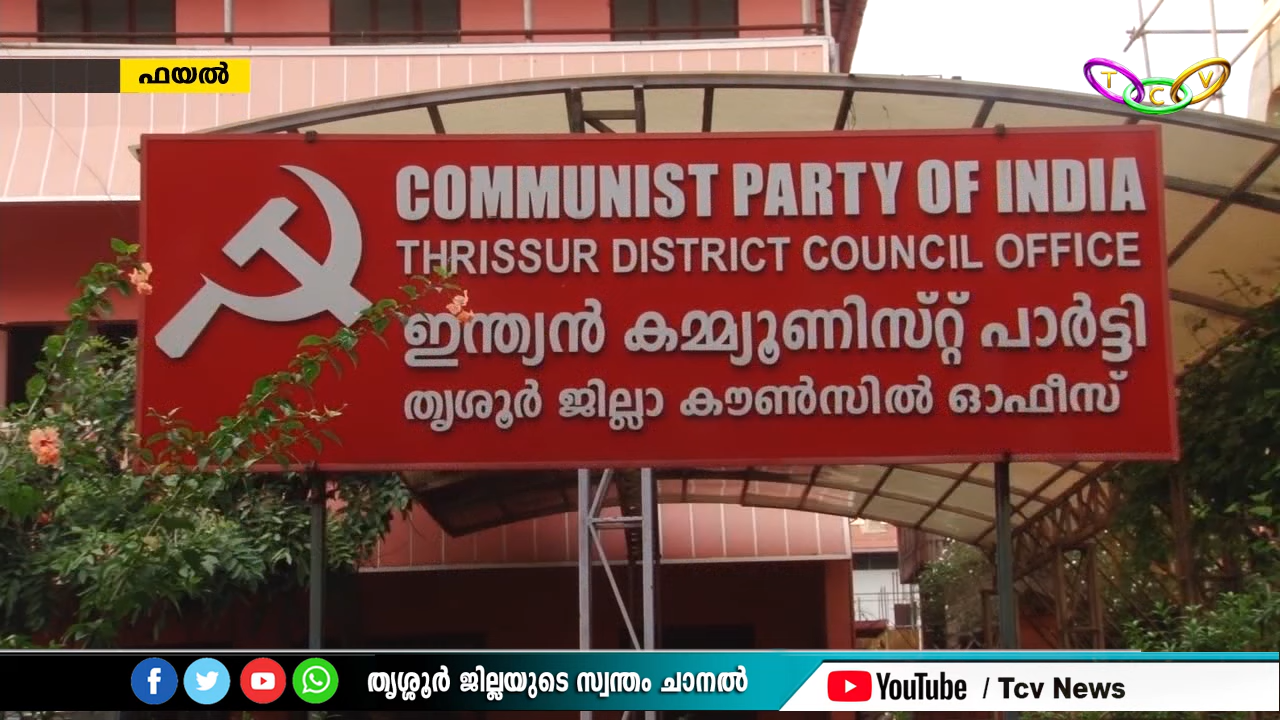 ഫയൽ
TCV
COMMUNIST PARTY OF INDIA
THRISSUR DISTRICT COUNCIL OFFICE
ഇന്ത്യൻ കമ്മ്യൂണിസ്റ്റ് പാർട്ടി
തൃശൂർ ജില്ലാ കൗൺസിൽ ഓഫീസ്
തൃശ്ശൂർ ജില്ലയുടെ സ്വന്തം ചാനൽ
YouTube / Tcv News